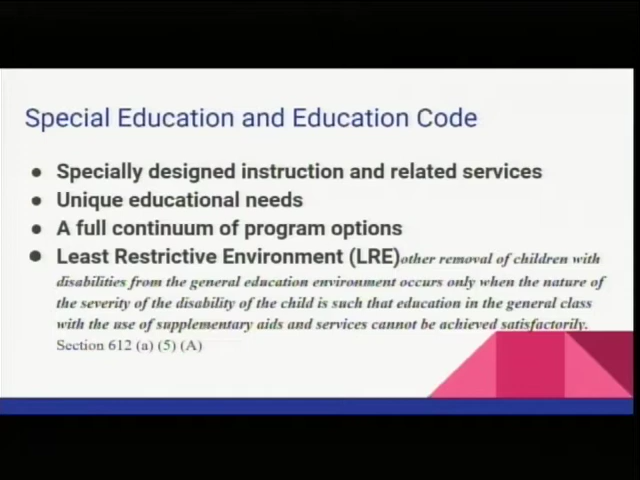 Special Education and Education Code
● Specially designed instruction and related services
● Unique educational needs
● A full continuum of program options
● Least Restrictive Environment (LRE)other removal of children with
disabilities from the general education environment occurs only when the nature of
the severity of the disability of the child is such that education in the general class
with the use of supplementary aids and services cannot be achieved satisfactorily.
Section 612 (a) (5) (A)